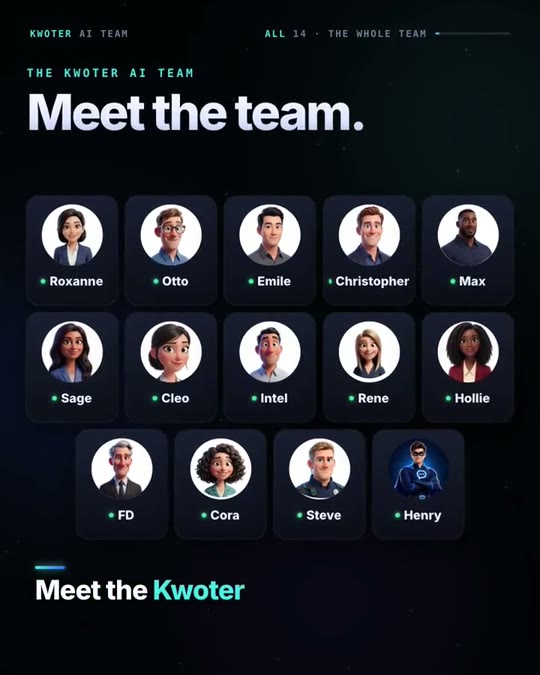 KWOTER AI TEAM
ALL 14 · THE WHOLE TEAM
THE KWOTER AI TEAM
Meet the team.
Roxanne
Otto
Emile
Christopher
Max
Sage
Cleo
Intel
Rene
Hollie
FD
Cora
Steve
Henry
Meet the Kwoter